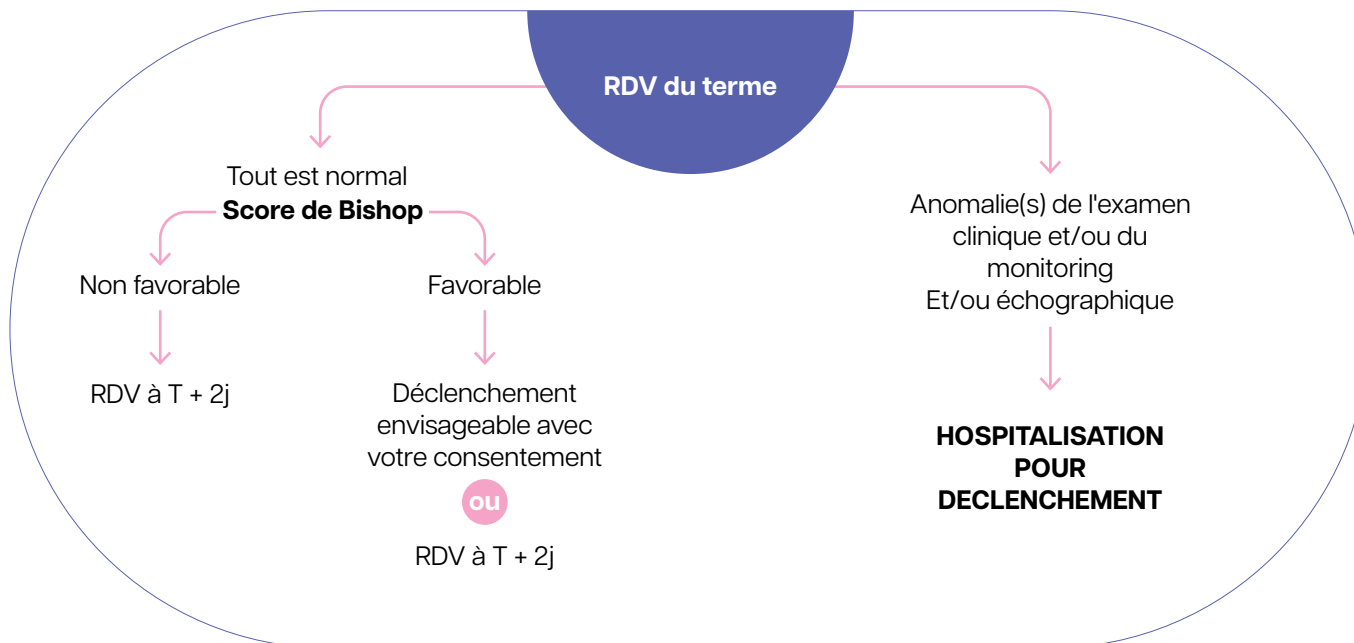 RDV du terme
Tout est normal
Score de Bishop
Non favorable
RDV à T + 2j
Favorable
Déclenchement
envisageable avec
votre consentement
ou
RDV à T + 2j
Anomalie(s) de l'examen
clinique et/ou du
monitoring
Et/ou échographique
HOSPITALISATION
POUR
DECLENCHEMENT